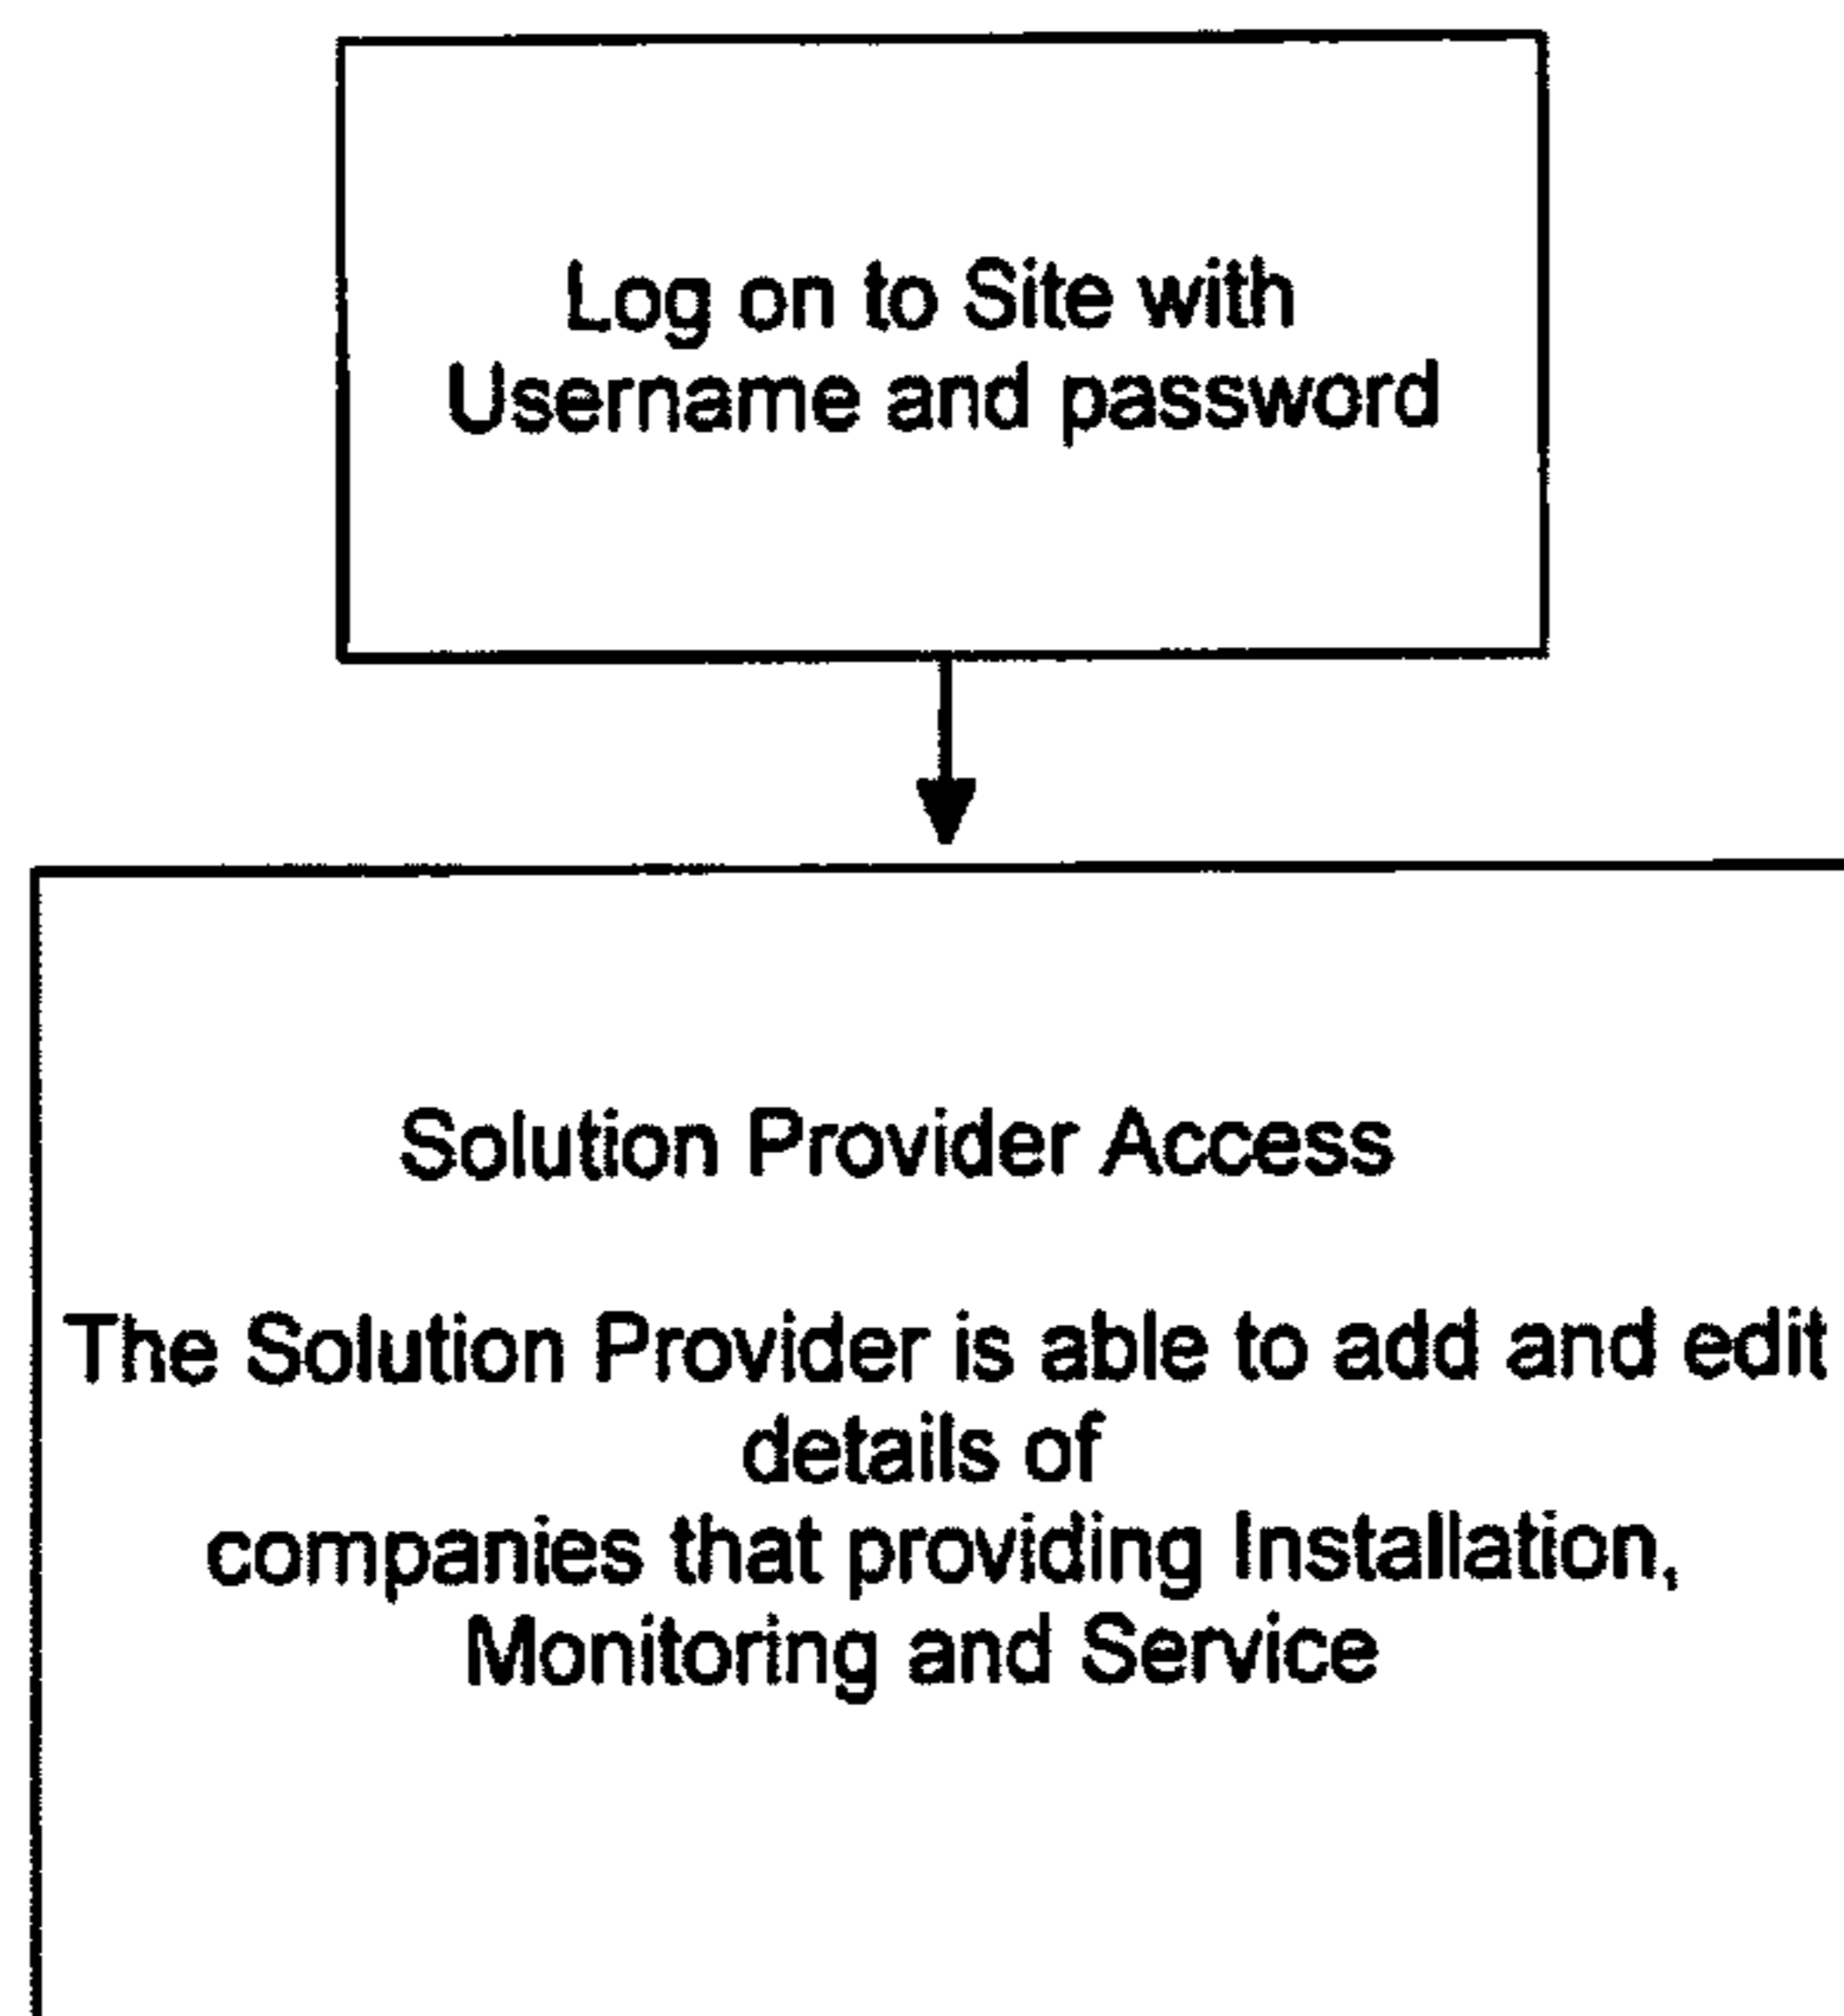 Log on to Site with
Username and password
Solution Provider Access
The Solution Provider is able to add and edit
details of
companies that providing Installation,
Monitoring and Service